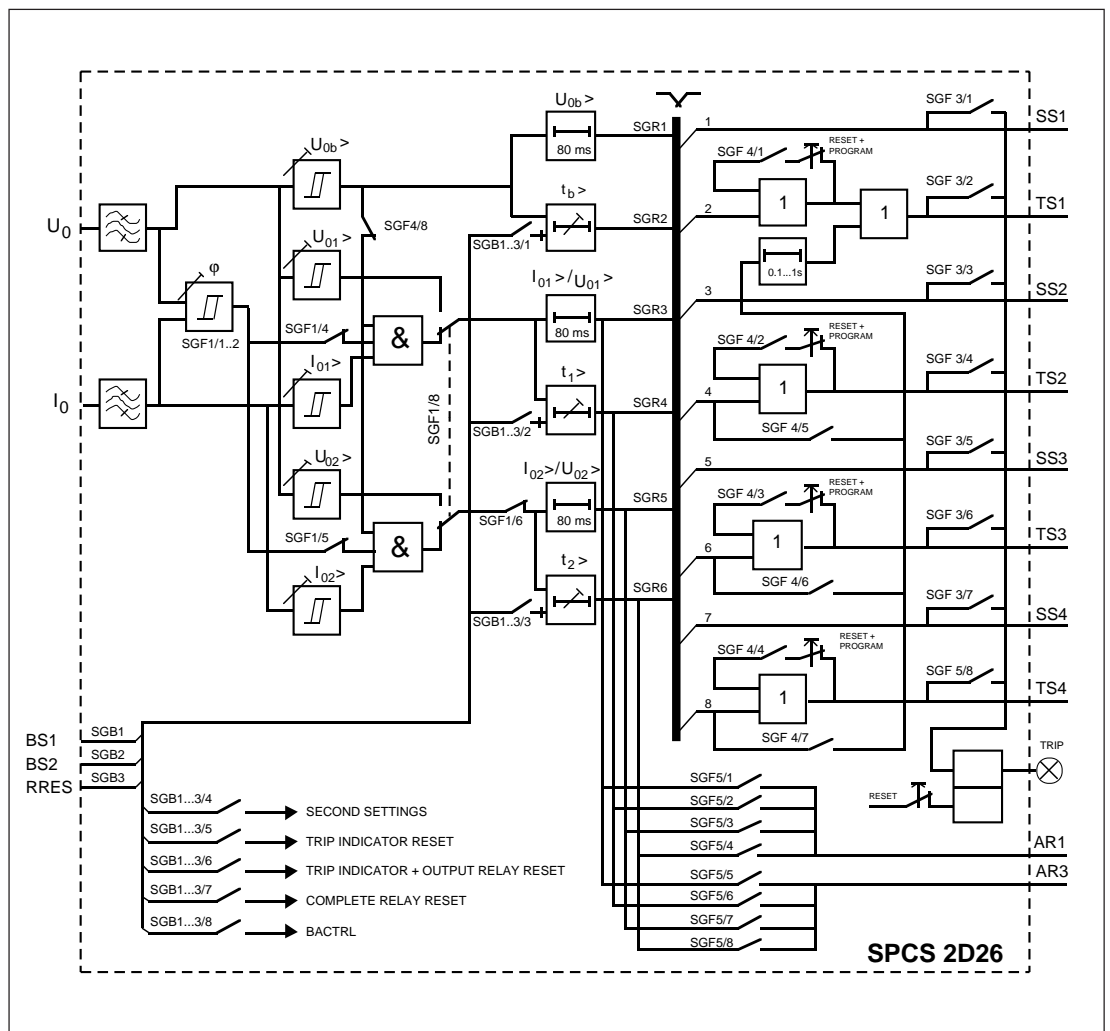 U0b>
SGF 3/1
SS1
SGR1
1
80 ms
U0b>
SGF 4/1
RESET +
PROGRAM
1
1
SGF 3/2
TS1
tb>
SGR2
2
U0
SGF4/8
SGB1..3/1
U01>
0.1...1s
φ
I01>/U01>
SGF 3/3
SS2
SGR3
3
80 ms
SGF1/1..2
SGF1/4
&
SGF 4/2
RESET +
PROGRAM
1
SGF 3/4
TS2
I01>
t1>
I0
SGF1/8
SGR4
4
SGB1..3/2
SGF 4/5
U02>
I02>/U02>
SGF 3/5
SS3
5
SGR5
80 ms
SGF1/6
SGF 4/3
RESET +
PROGRAM
1
SGF 3/6
TS3
SGF1/5
&
t2>
6
I02>
SGR6
SGF 4/6
SGB1..3/3
SGF 3/7
SS4
7
SGF 4/4
RESET +
PROGRAM
1
SGF 5/8
TS4
8
SGF 4/7
BS1
SGB1
BS2
SGB2
RRES
SGB3
TRIP
RESET
SGB1...3/4
SECOND SETTINGS
SGB1...3/5
TRIP INDICATOR RESET
SGB1...3/6
TRIP INDICATOR + OUTPUT RELAY RESET
SGB1...3/7
COMPLETE RELAY RESET
SGB1...3/8
BACTRL
SGF5/1
SGF5/2
SGF5/3
SGF5/4
AR1
SGF5/5
AR3
SGF5/6
SGF5/7
SGF5/8
SPCS 2D26